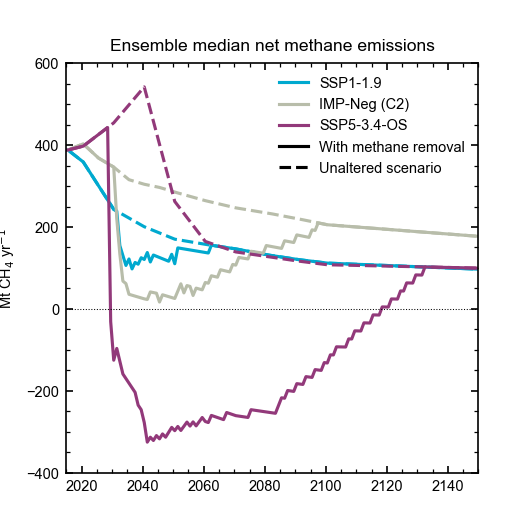 Ensemble median net methane emissions
Mt CH₄ yr⁻¹
600
400
200
0
−200
−400
2020
2040
2060
2080
2100
2120
2140
SSP1-1.9
IMP-Neg (C2)
SSP5-3.4-OS
With methane removal
Unaltered scenario